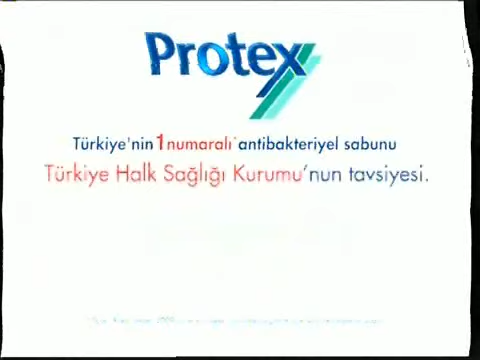 Protex
Türkiye'nin 1 numaralı* antibakteriyel sabunu
Türkiye Halk Sağlığı Kurumu'nun tavsiyesi.